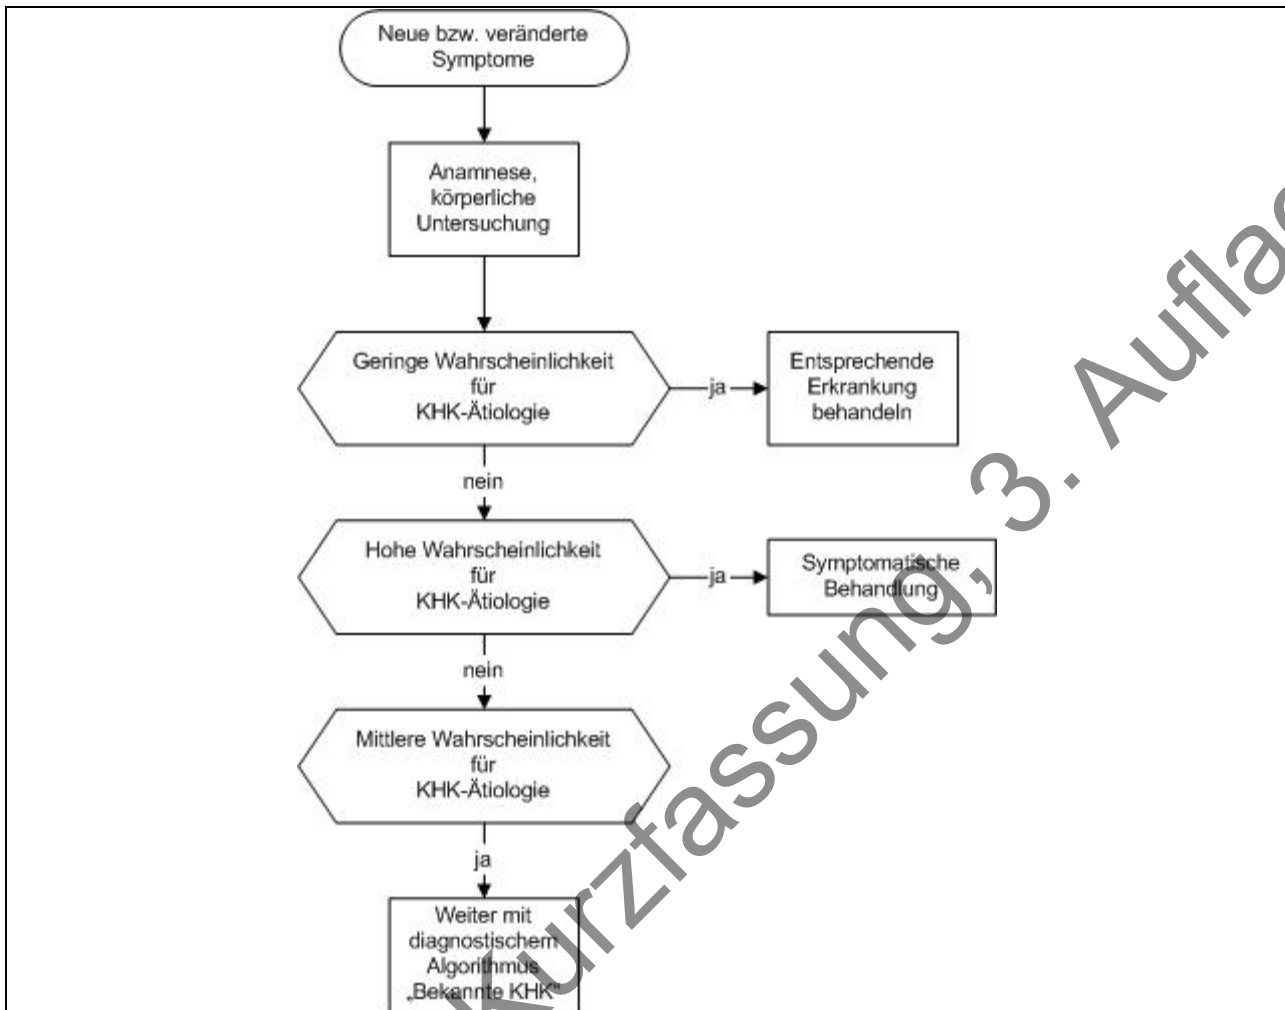 Neue bzw. veränderte
Symptome
Anamnese,
körperliche
Untersuchung
Geringe Wahrscheinlichkeit
für
KHK-Ätiologie
ja
Entsprechende
Erkrankung
behandeln
nein
Hohe Wahrscheinlichkeit
für
KHK-Ätiologie
ja
Symptomatische
Behandlung
nein
Mittlere Wahrscheinlichkeit
für
KHK-Ätiologie
ja
Weiter mit
diagnostischem
Algorithmus
„Bekannte KHK"
Kurzfassung, 3.